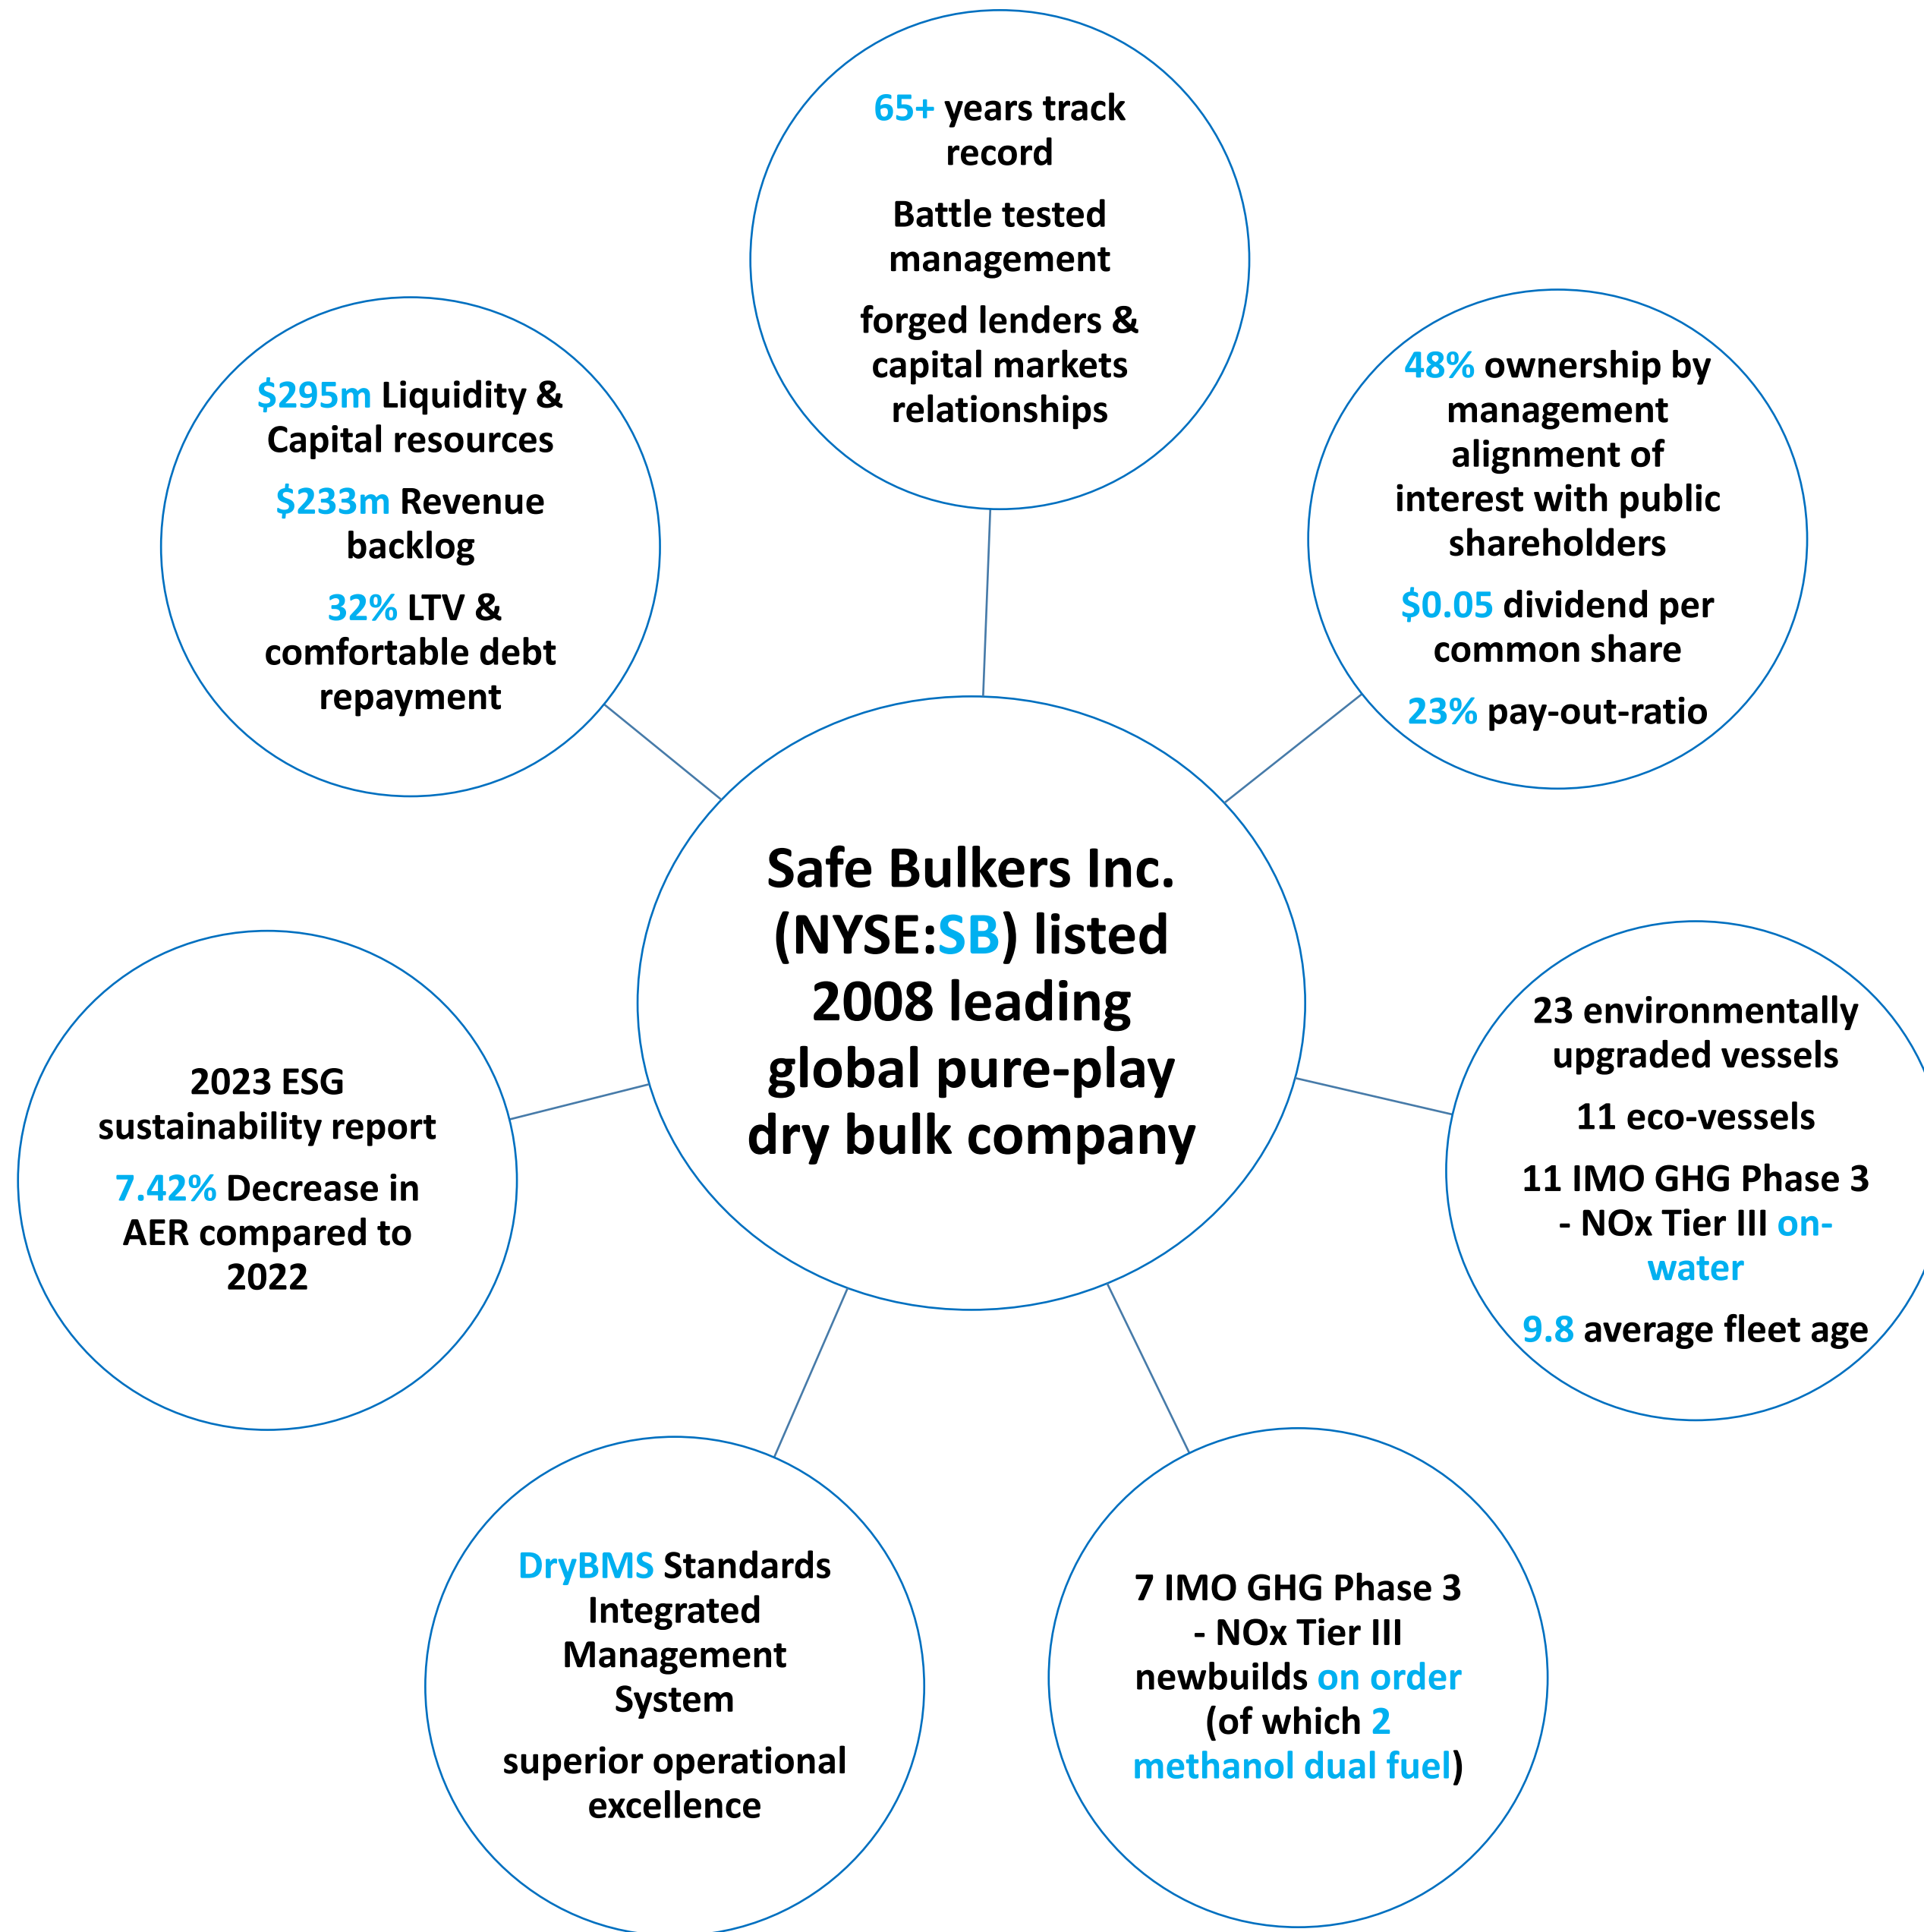 65+ years track
record
Battle tested
management
forged lenders &
capital markets
relationships
48% ownership by
management
alignment of
interest with public
shareholders
$0.05 dividend per
common share
23% pay-out-ratio
23 environmentally
upgraded vessels
11 eco-vessels
11 IMO GHG Phase 3
- NOx Tier III on-
water
9.8 average fleet age
7 IMO GHG Phase 3
- NOx Tier III
newbuilds on order
(of which 2
methanol dual fuel)
DryBMS Standards
Integrated
Management
System
superior operational
excellence
2023 ESG
sustainability report
7.42% Decrease in
AER compared to
2022
$295m Liquidity &
Capital resources
$233m Revenue
backlog
32% LTV &
comfortable debt
repayment
Safe Bulkers Inc.
(NYSE:SB) listed
2008 leading
global pure-play
dry bulk company